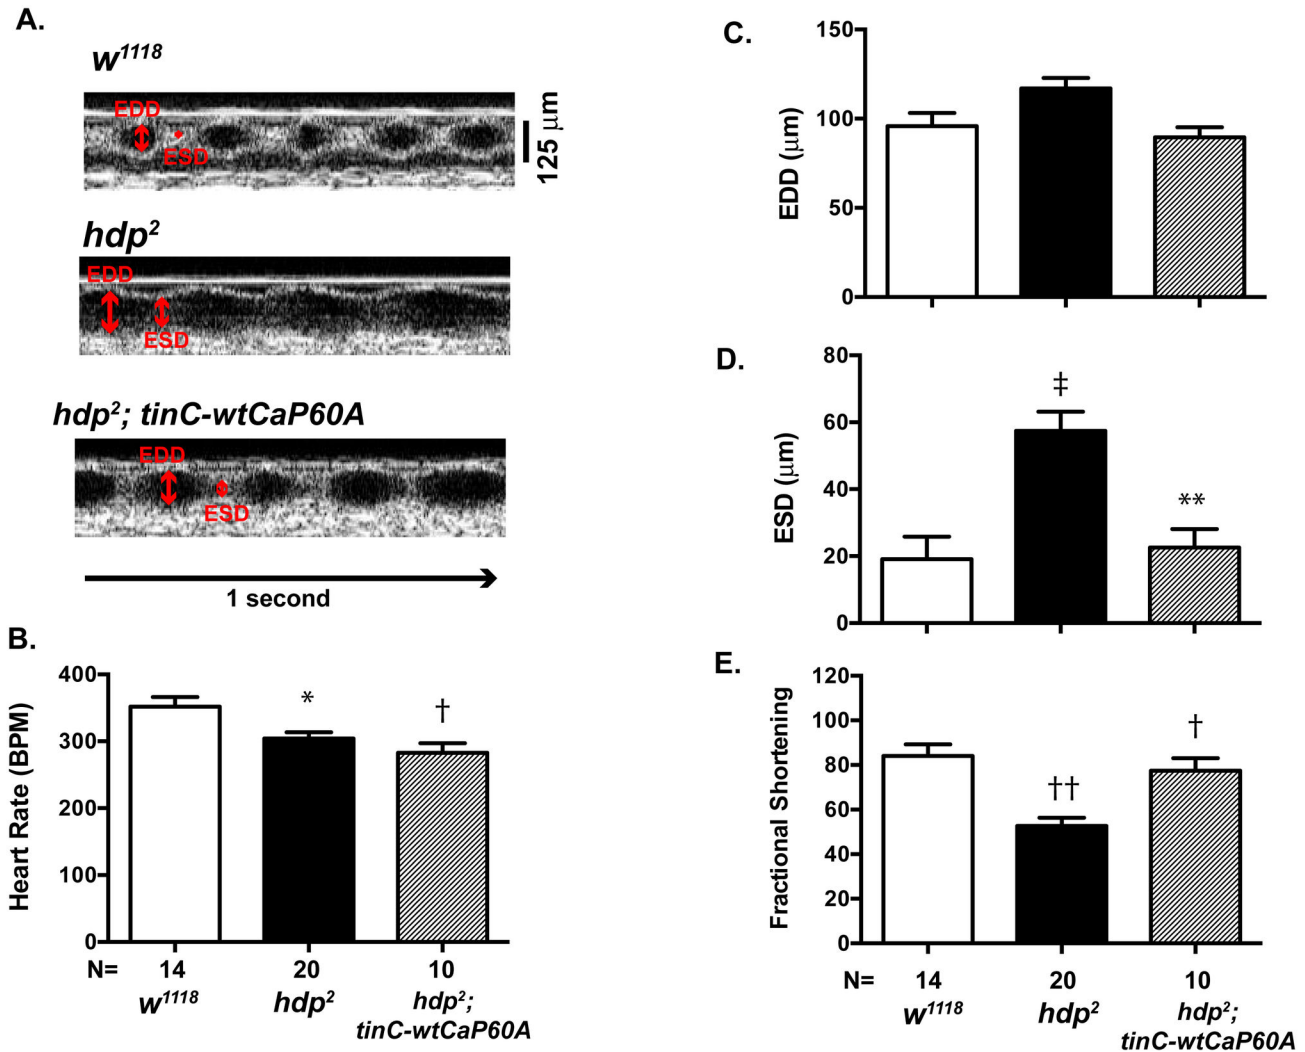 A.
w¹¹¹⁸
EDD
ESD
125 μm
hdp²
EDD
ESD
hdp²; tinC-wtCaP60A
EDD
ESD
1 second
B.
Heart Rate (BPM)
400
300
200
100
0
*
†
N= 14 20 10
w¹¹¹⁸ hdp² hdp²;
tinC-wtCaP60A
C.
EDD (μm)
150
100
50
0
D.
ESD (μm)
80
60
40
20
0
‡
**
E.
Fractional Shortening
120
100
80
60
40
20
0
††
†
N= 14 20 10
w¹¹¹⁸ hdp² hdp²;
tinC-wtCaP60A